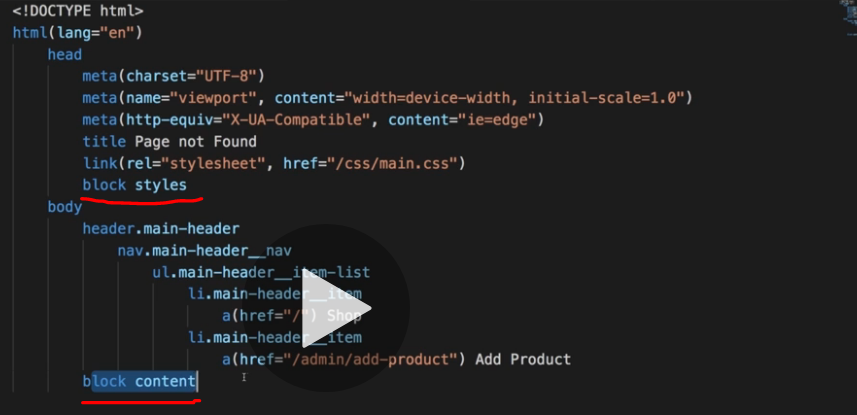 <!DOCTYPE html>
html(lang="en")
head
meta(charset="UTF-8")
meta(name="viewport", content="width=device-width, initial-scale=1.0")
meta(http-equiv="X-UA-Compatible", content="ie=edge")
title Page not Found
link(rel="stylesheet", href="/css/main.css")
block styles
body
header.main-header
nav.main-header__nav
ul.main-header__item-list
li.main-header__item
a(href="/") Shop
li.main-header__item
a(href="/admin/add-product") Add Product
block content